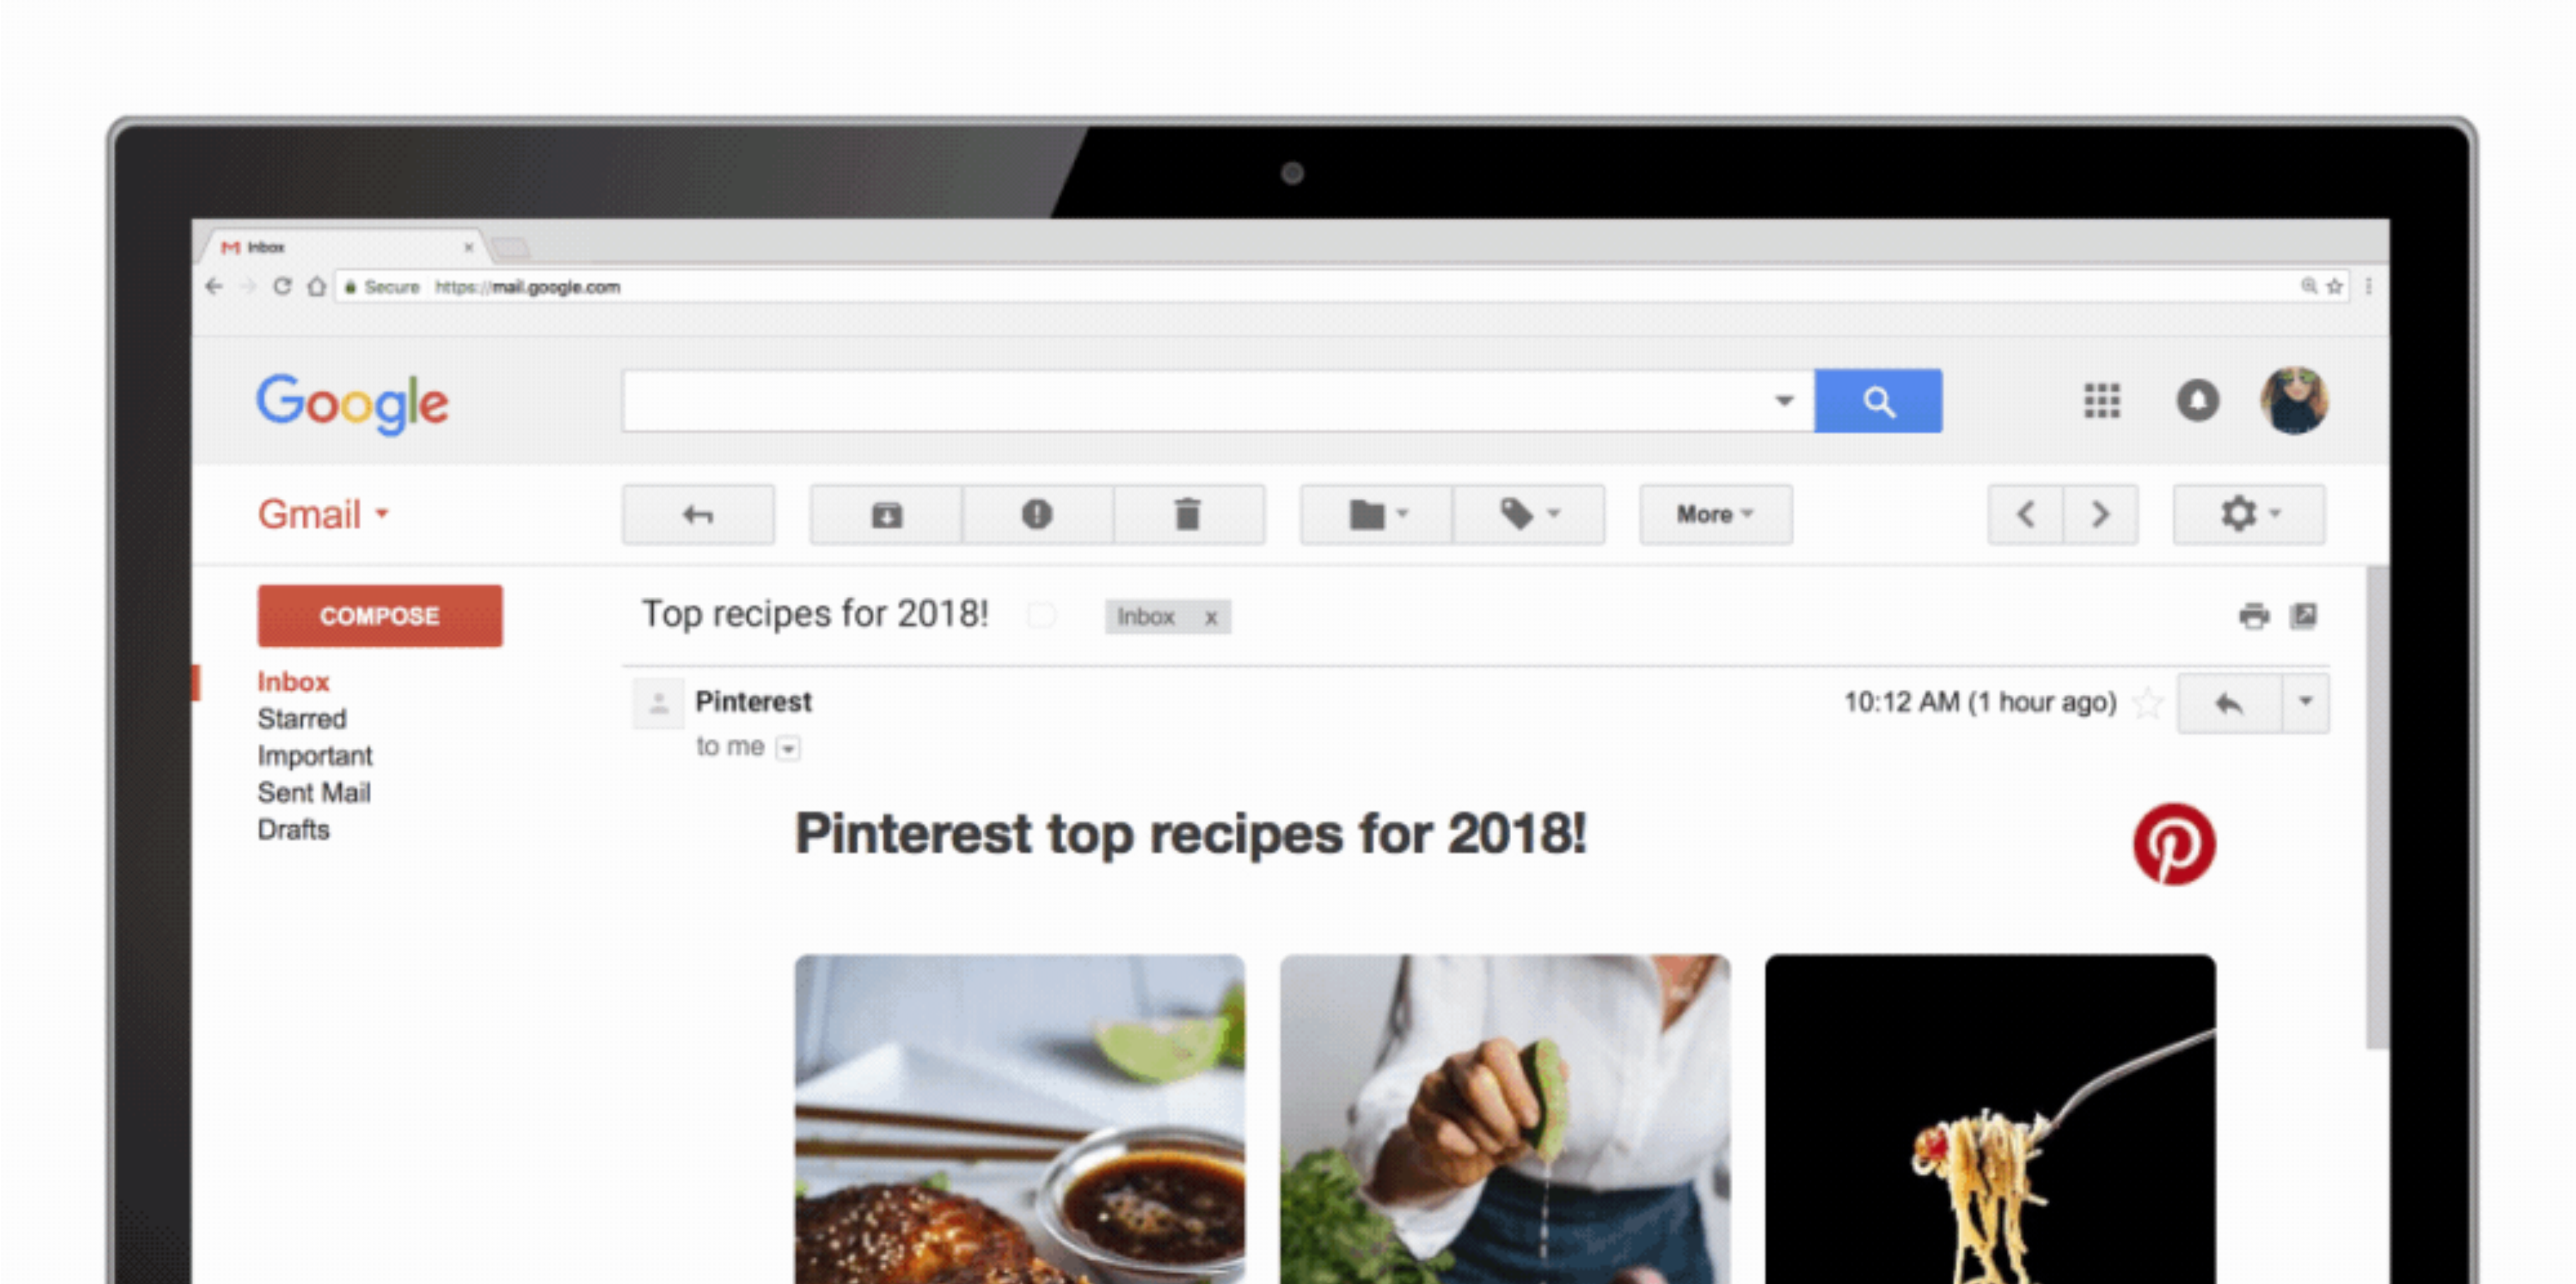 Inbox
Secure https://mail.google.com
Google
Gmail
More
COMPOSE
Top recipes for 2018! Inbox x
Inbox
Starred
Important
Sent Mail
Drafts
Pinterest
10:12 AM (1 hour ago)
to me
Pinterest top recipes for 2018!